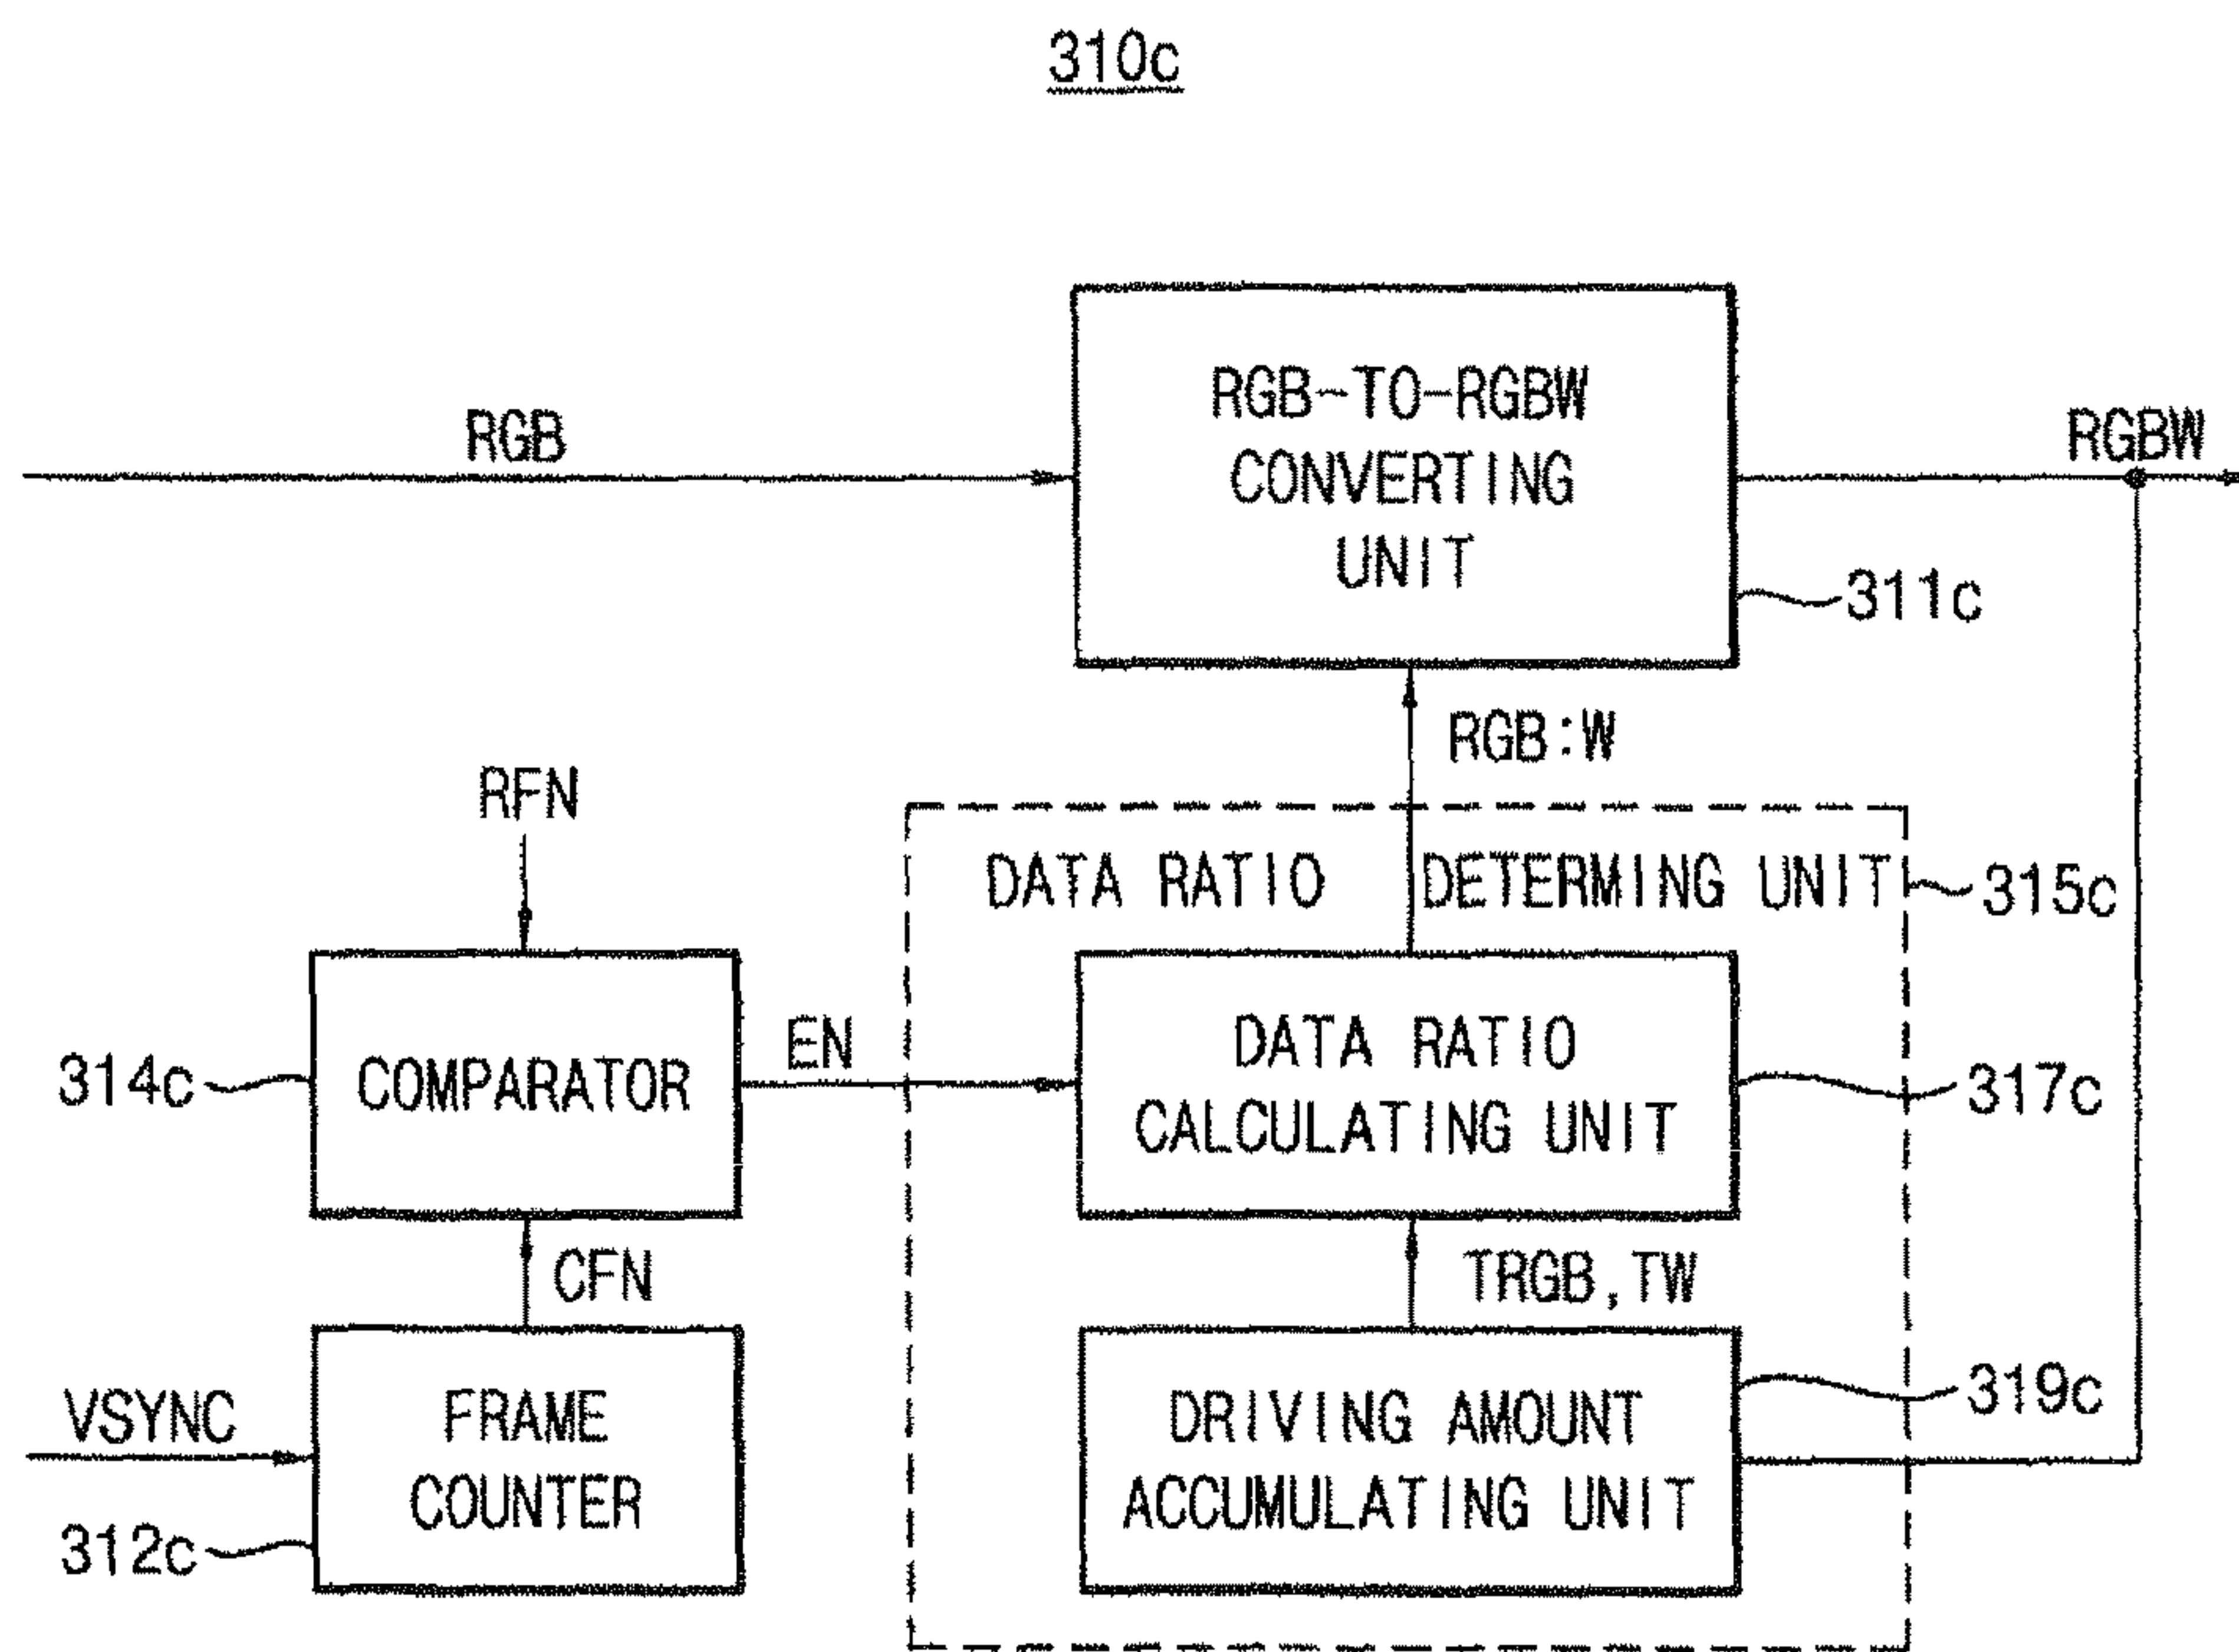 310c
RGB
RGB-TO-RGBW
CONVERTING
UNIT
RGBW
311c
RGB:W
RFN
DATA RATIO DETERMING UNIT
315c
COMPARATOR
314c
EN
DATA RATIO
CALCULATING UNIT
317c
CFN
TRGB,TW
VSYNC
FRAME
COUNTER
312c
DRIVING AMOUNT
ACCUMULATING UNIT
319c